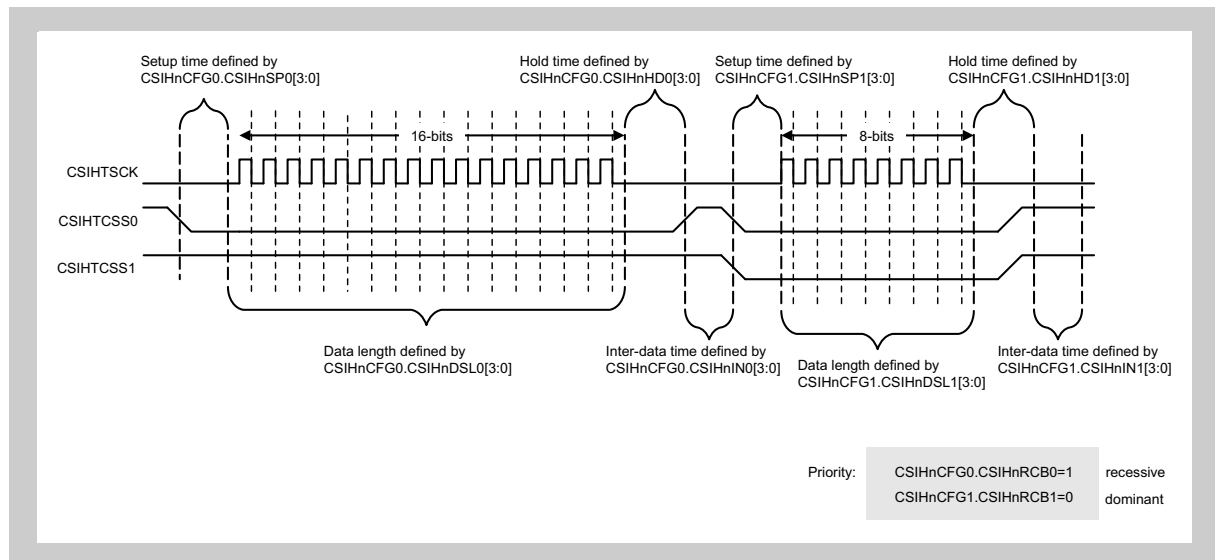 Setup time defined by
CSIHnCFG0.CSIHnSP0[3:0]
Hold time defined by
CSIHnCFG0.CSIHnHD0[3:0]
Setup time defined by
CSIHnCFG1.CSIHnSP1[3:0]
Hold time defined by
CSIHnCFG1.CSIHnHD1[3:0]
16-bits
8-bits
CSIHTSCK
CSIHTCSS0
CSIHTCSS1
Data length defined by
CSIHnCFG0.CSIHnDSL0[3:0]
Inter-data time defined by
CSIHnCFG0.CSIHnIN0[3:0]
Data length defined by
CSIHnCFG1.CSIHnDSL1[3:0]
Inter-data time defined by
CSIHnCFG1.CSIHnIN1[3:0]
Priority: CSIHnCFG0.CSIHnRCB0=1 recessive
CSIHnCFG1.CSIHnRCB1=0 dominant